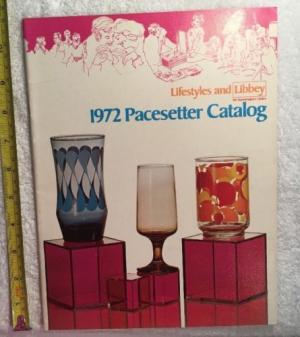 Lifestyles and Libbey
1972 Pacesetter Catalog